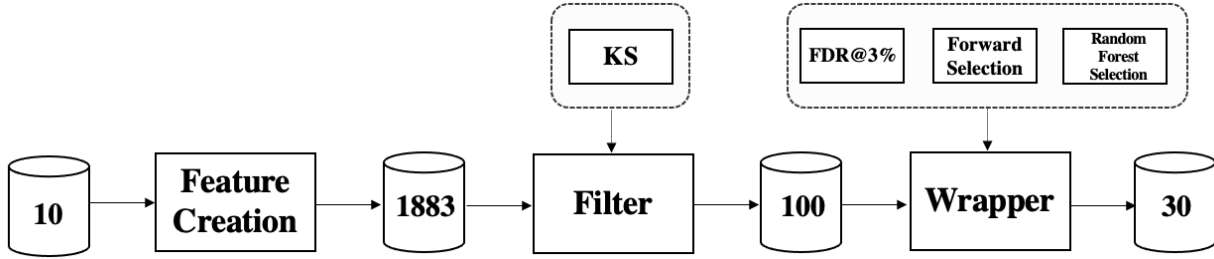 KS
FDR@3%
Forward
Selection
Random
Forest
Selection
10
Feature
Creation
1883
Filter
100
Wrapper
30